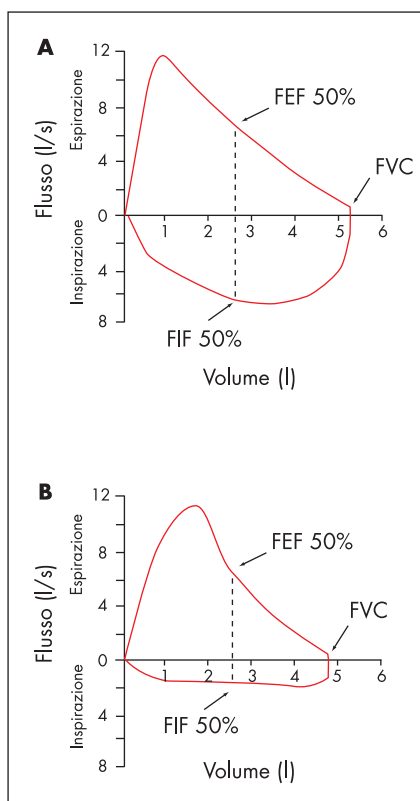 A
12
8
4
0
4
8
Espirazione
Inspirazione
Flusso (l/s)
FEF 50%
FVC
1 2 3 4 5 6
FIF 50%
Volume (l)
B
12
8
4
0
4
8
Espirazione
Inspirazione
Flusso (l/s)
FEF 50%
FVC
1 2 3 4 5 6
FIF 50%
Volume (l)